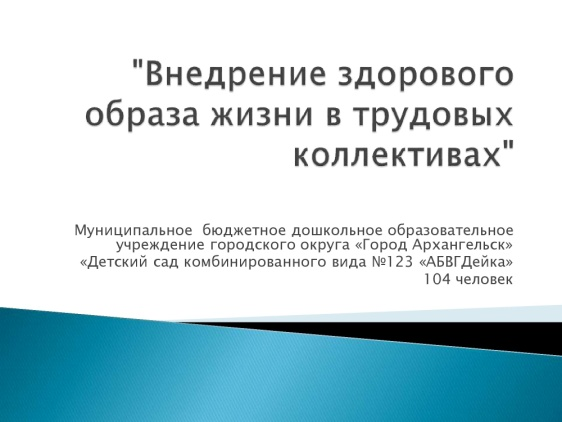 "Внедрение здорового
образа жизни в трудовых
коллективах"
Муниципальное  бюджетное дошкольное образовательное
учреждение городского округа «Город Архангельск»
«Детский сад комбинированного вида №123 «АБВГДейка»
104 человек